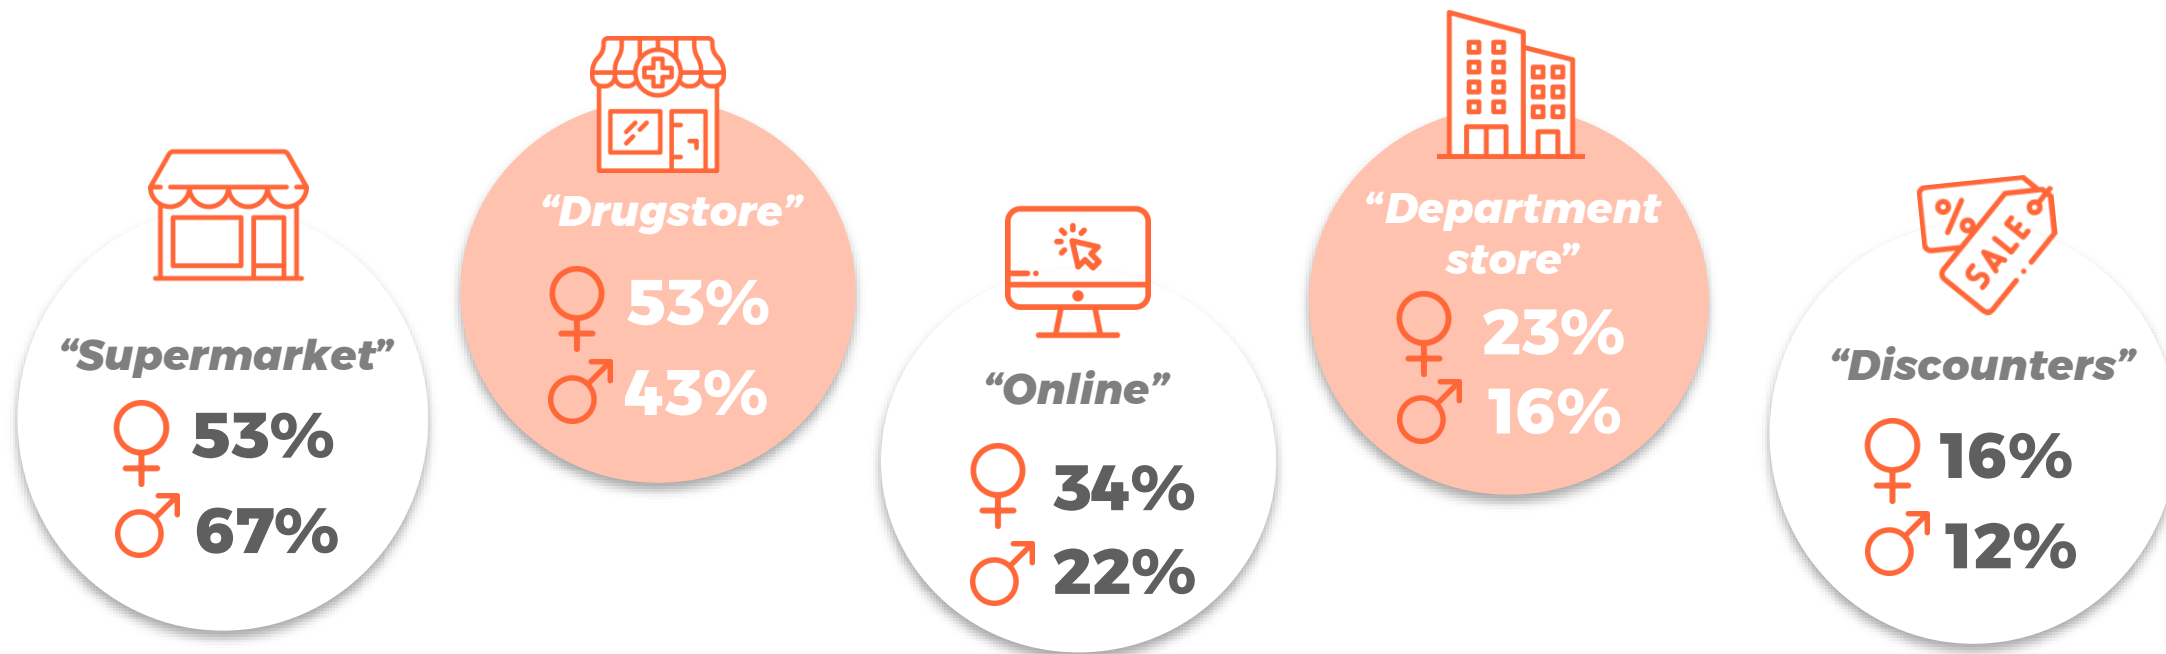 “Supermarket”
53%
67%
“Drugstore”
53%
43%
“Online”
34%
22%
“Department
store”
23%
16%
%
SALE
“Discounters”
16%
12%